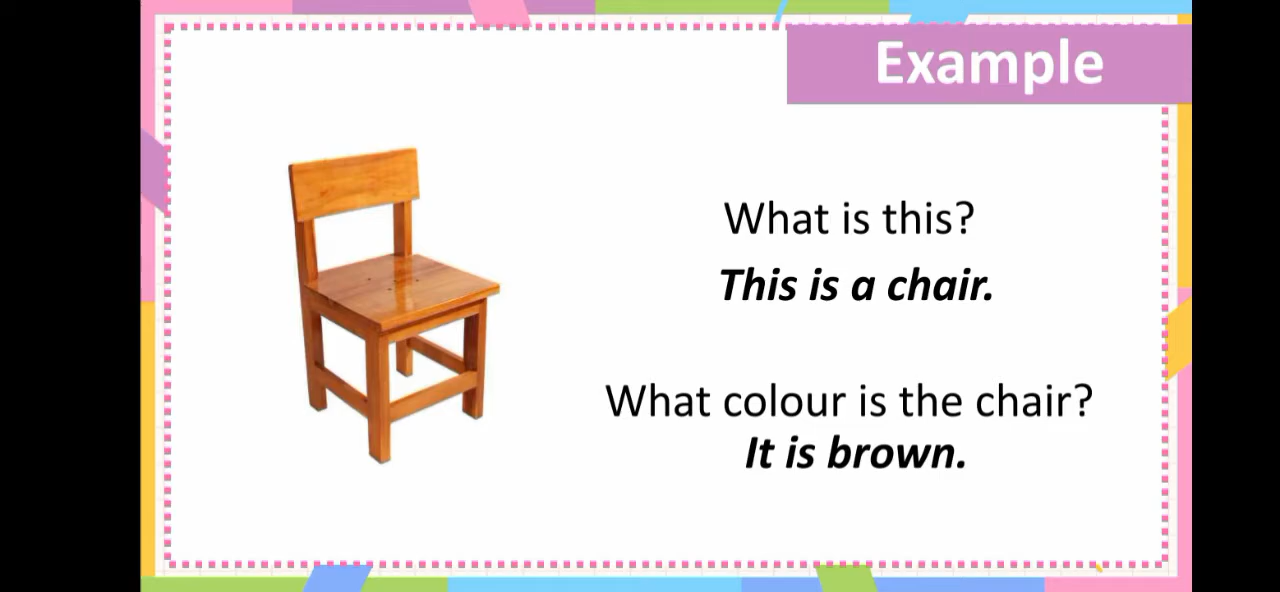 Example
What is this?
This is a chair.
What colour is the chair?
It is brown.